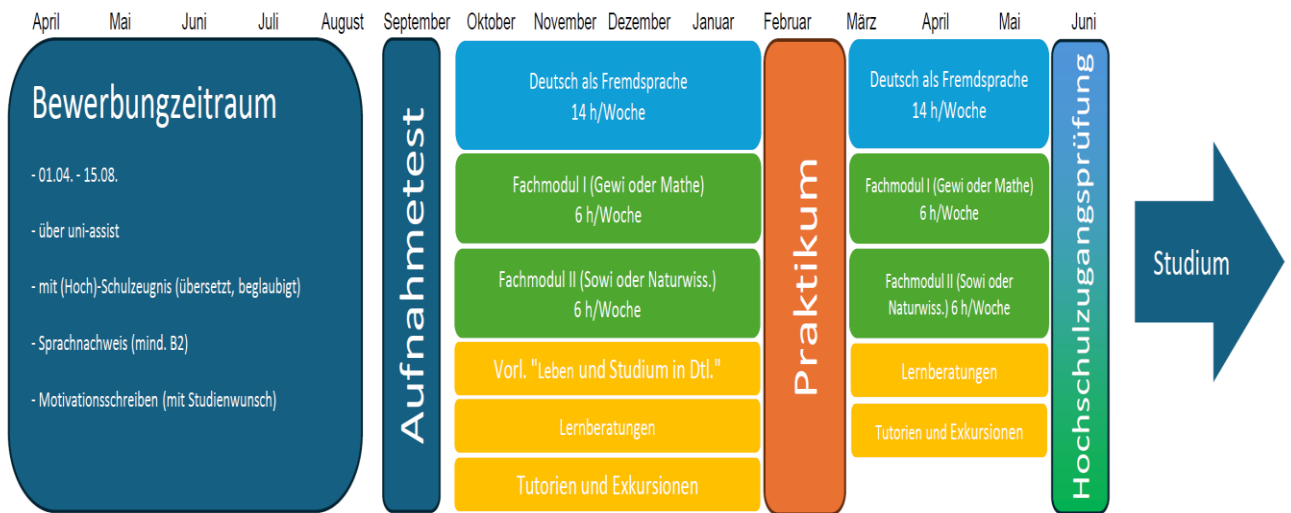 April Mai Juni Juli August September Oktober November Dezember Januar Februar März April Mai Juni
Bewerbungzeitraum
- 01.04. - 15.08.
- über uni-assist
- mit (Hoch)-Schulzeugnis (übersetzt, beglaubigt)
- Sprachnachweis (mind. B2)
- Motivationsschreiben (mit Studienwunsch)
Aufnahmetest
Deutsch als Fremdsprache
14 h/Woche
Fachmodul I (Gewi oder Mathe)
6 h/Woche
Fachmodul II (Sowi oder Naturwiss.)
6 h/Woche
Vorl. "Leben und Studium in Dtl."
Lernberatungen
Tutorien und Exkursionen
Praktikum
Deutsch als Fremdsprache
14 h/Woche
Fachmodul I (Gewi oder Mathe)
6 h/Woche
Fachmodul II (Sowi oder
Naturwiss.) 6 h/Woche
Lernberatungen
Tutorien und Exkursionen
Hochschulzugangsprüfung
Studium